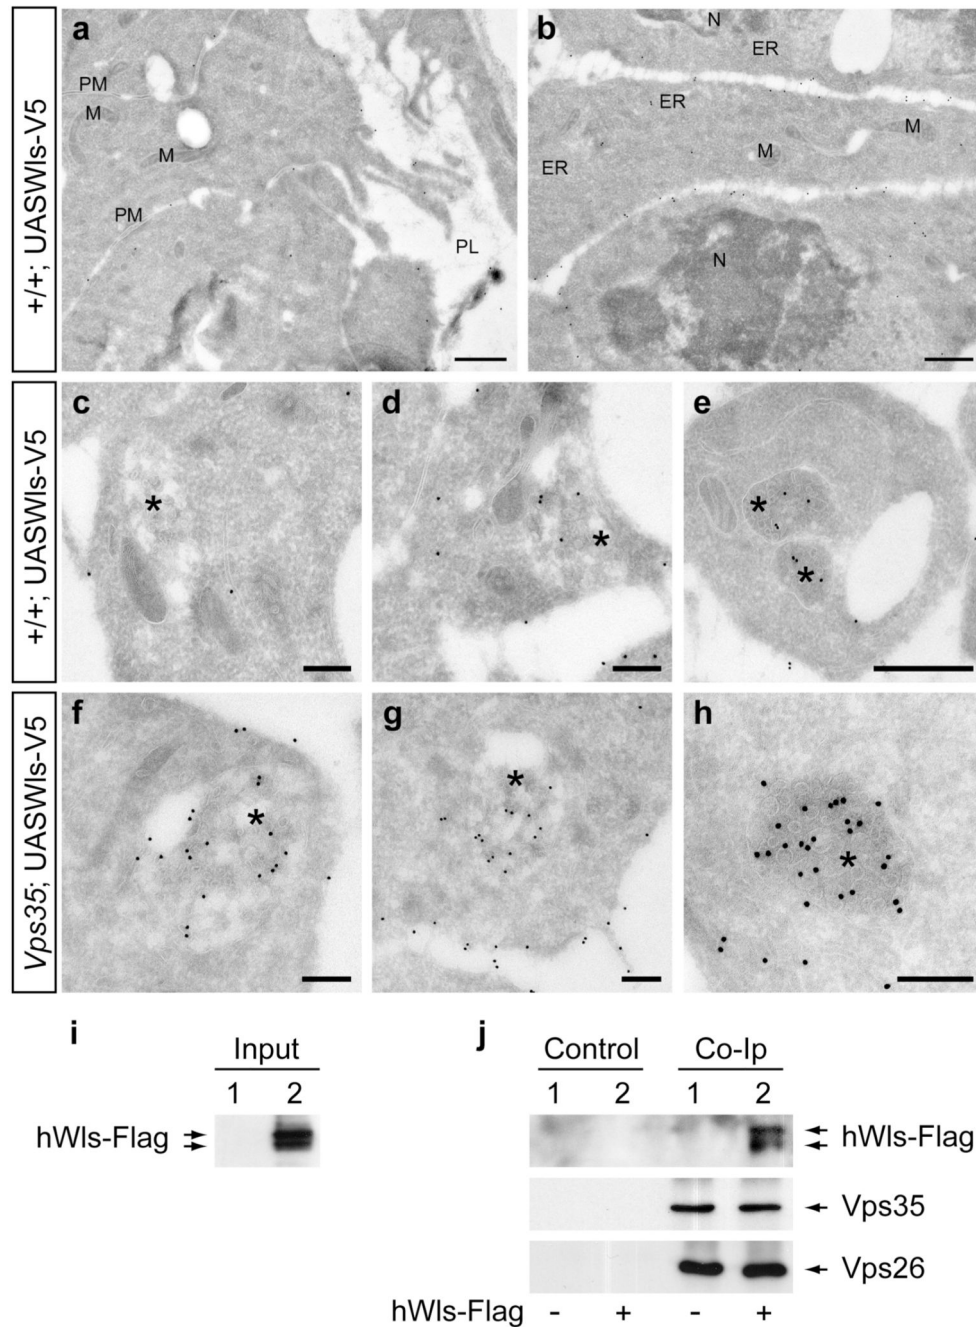 a
b
+/+; UASWls-V5
PM
M
M
PM
PL
N
ER
ER
M
M
ER
N
+/+; UASWls-V5
c
d
e
*
*
*
*
Vps35; UASWls-V5
f
g
h
*
*
*
i
j
Input
1 2
hWls-Flag
Control Co-Ip
1 2 1 2
hWls-Flag
Vps35
Vps26
hWls-Flag - + - +